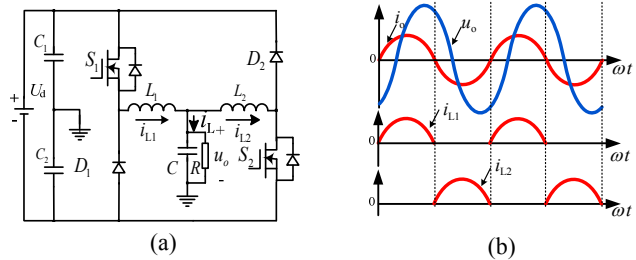 C1
S1
D2
Ud
+
-
L1
L2
iL1
iL+
iL2
C2
D1
C
R
uo
-
S2
(a)
io
uo
0
ωt
iL1
0
ωt
iL2
0
ωt
(b)